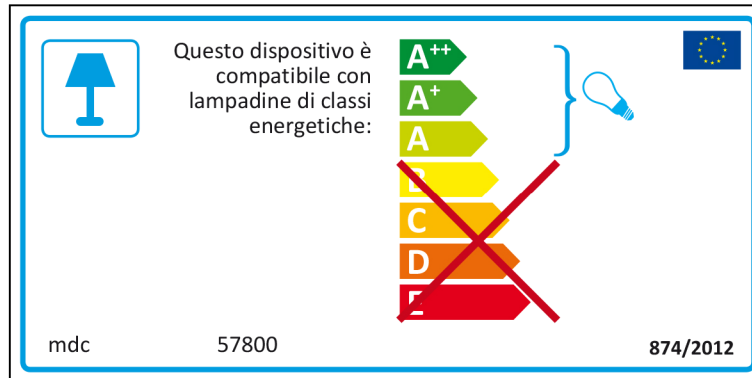 Questo dispositivo è
compatibile con
lampadine di classi
energetiche:
A++
A+
A
B
C
D
E
mdc 57800 874/2012